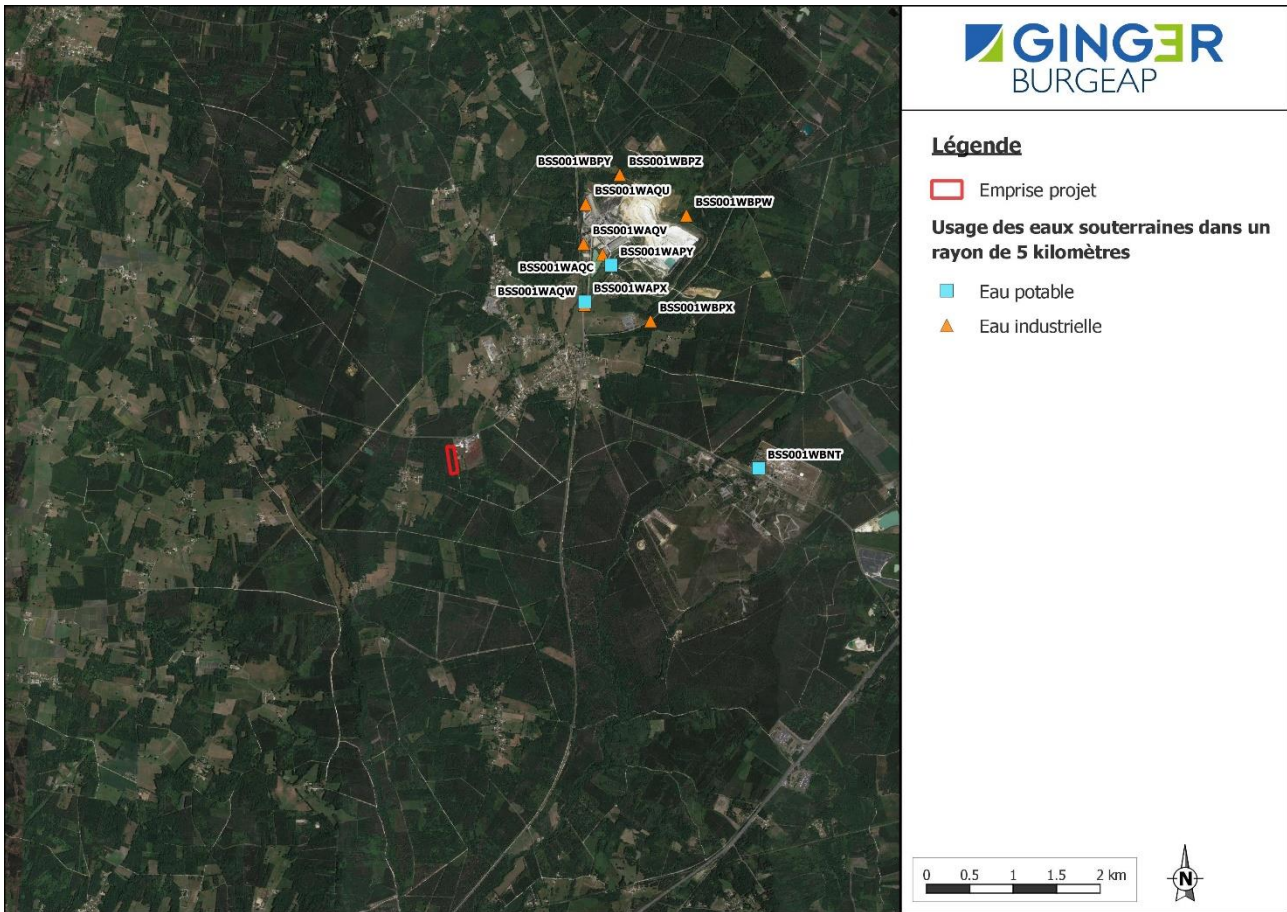 GINGER
BURGEAP
Légende
Emprise projet
Usage des eaux souterraines dans un
rayon de 5 kilomètres
Eau potable
Eau industrielle
BSS001WBPY
BSS001WBPZ
BSS001WAQU
BSS001WBPW
BSS001WAQV
BSS001WAPY
BSS001WAQC
BSS001WAPX
BSS001WAQW
BSS001WBPX
BSS001WBNT
0 0.5 1 1.5 2 km
N